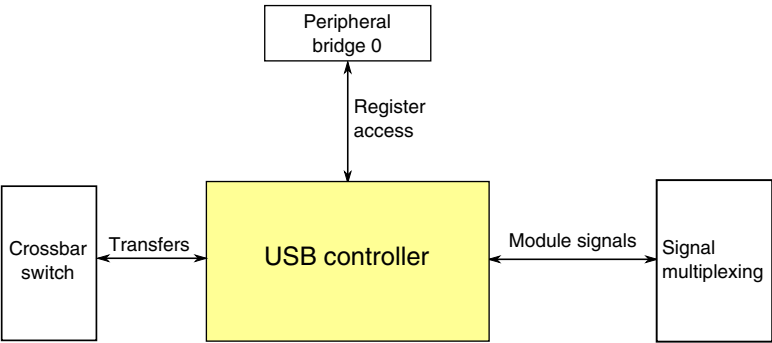 Peripheral
bridge 0
Register
access
Crossbar
switch
Transfers
USB controller
Module signals
Signal
multiplexing